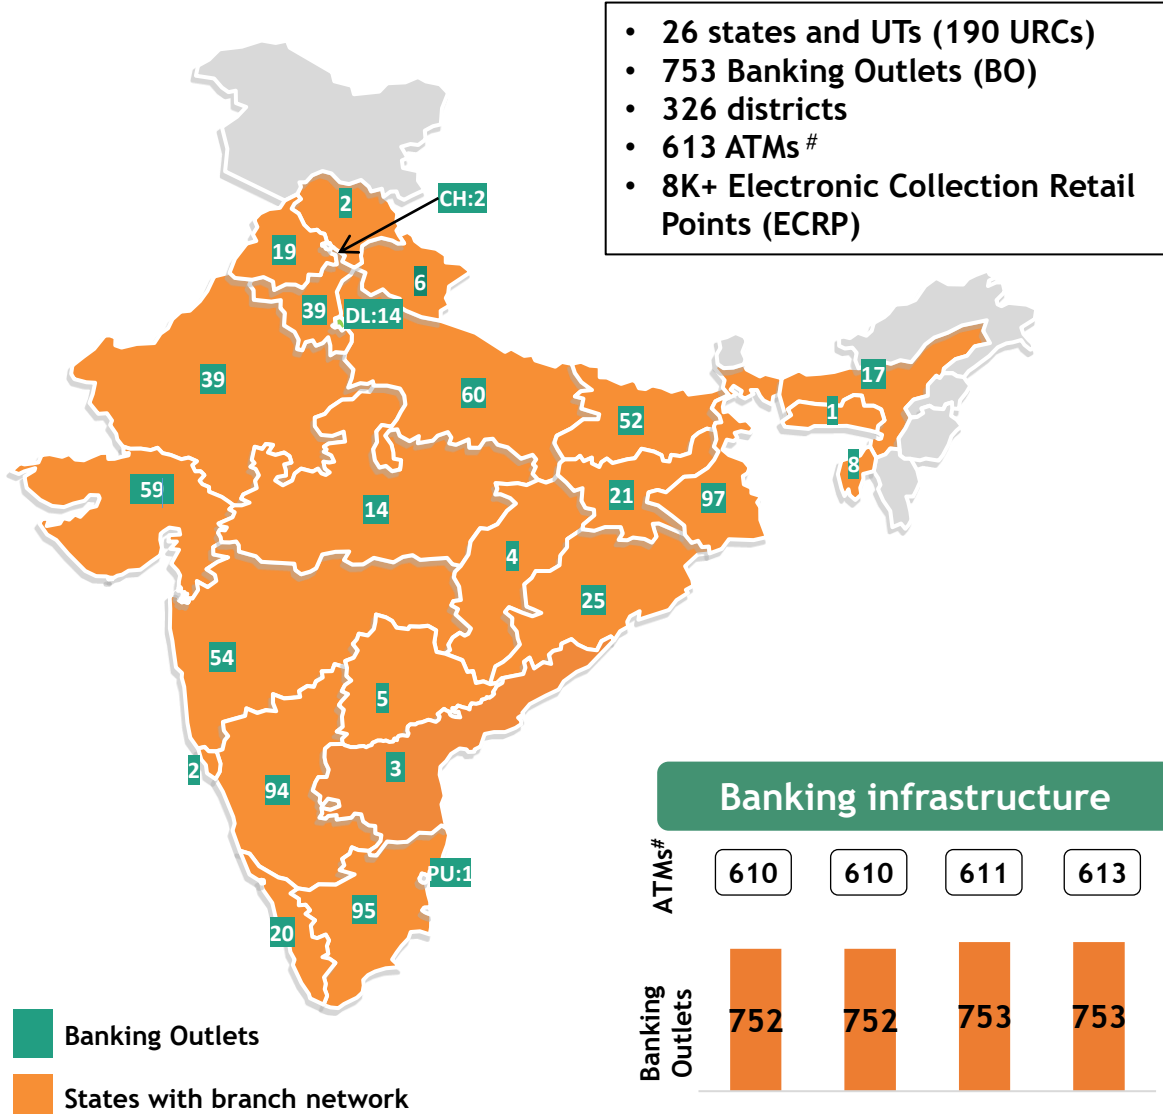 • 26 states and UTs (190 URCs)
• 753 Banking Outlets (BO)
• 326 districts
• 613 ATMs #
• 8K+ Electronic Collection Retail
Points (ECRP)
2
CH:2
19
6
39
DL:14
39
60
17
52
1
8
59
21
97
14
4
25
54
5
2
3
94
PU:1
95
20
Banking Outlets
States with branch network
Banking infrastructure
ATMs#
610
610
611
613
Banking
Outlets
752
752
753
753